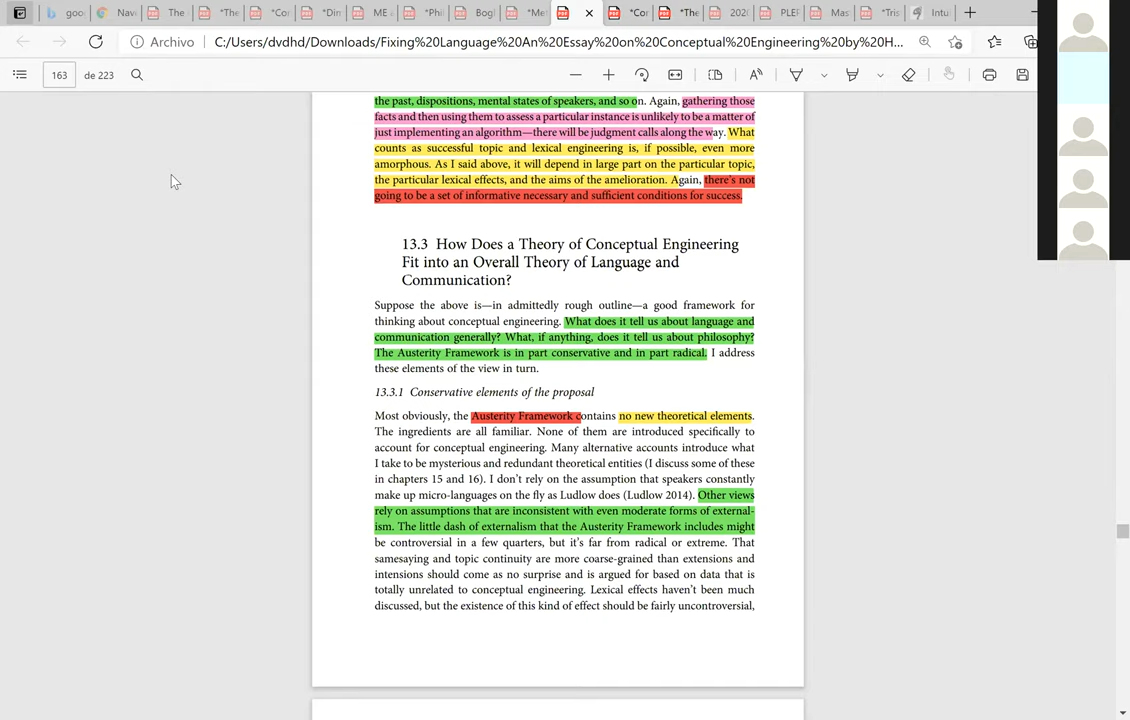 goo
Nav
The
*The
*Cor
*Din
ME
*Phi
Bog
*Me
*Cor
*The
202
PLEF
Mas
*Tris
Intu
Archivo
C:/Users/dvdhd/Downloads/Fixing%20Language%20An%20Essay%20on%20Conceptual%20Engineering%20by%20H...
163 de 223
the past, dispositions, mental states of speakers, and so on. Again, gathering those
facts and then using them to assess a particular instance is unlikely to be a matter of
just implementing an algorithm—there will be judgment calls along the way. What
counts as successful topic and lexical engineering is, if possible, even more
amorphous. As I said above, it will depend in large part on the particular topic,
the particular lexical effects, and the aims of the amelioration. Again, there's not
going to be a set of informative necessary and sufficient conditions for success.
13.3 How Does a Theory of Conceptual Engineering
Fit into an Overall Theory of Language and
Communication?
Suppose the above is—in admittedly rough outline—a good framework for
thinking about conceptual engineering. What does it tell us about language and
communication generally? What, if anything, does it tell us about philosophy?
The Austerity Framework is in part conservative and in part radical. I address
these elements of the view in turn.
13.3.1 Conservative elements of the proposal
Most obviously, the Austerity Framework contains no new theoretical elements.
The ingredients are all familiar. None of them are introduced specifically to
account for conceptual engineering. Many alternative accounts introduce what
I take to be mysterious and redundant theoretical entities (I discuss some of these
in chapters 15 and 16). I don't rely on the assumption that speakers constantly
make up micro-languages on the fly as Ludlow does (Ludlow 2014). Other views
rely on assumptions that are inconsistent with even moderate forms of external-
ism. The little dash of externalism that the Austerity Framework includes might
be controversial in a few quarters, but it's far from radical or extreme. That
samesaying and topic continuity are more coarse-grained than extensions and
intensions should come as no surprise and is argued for based on data that is
totally unrelated to conceptual engineering. Lexical effects haven't been much
discussed, but the existence of this kind of effect should be fairly uncontroversial,